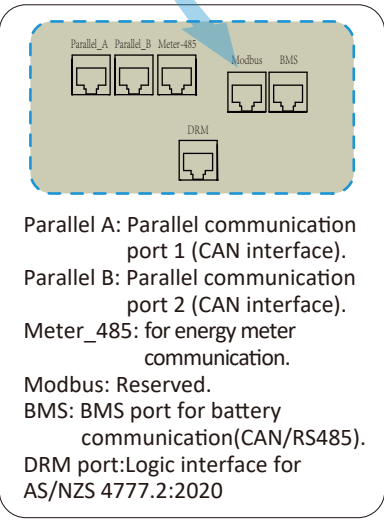 Parallel_A Parallel_B Meter-485
Modbus BMS
DRM
Parallel A: Parallel communication
port 1 (CAN interface).
Parallel B: Parallel communication
port 2 (CAN interface).
Meter_485: for energy meter
communication.
Modbus: Reserved.
BMS: BMS port for battery
communication(CAN/RS485).
DRM port:Logic interface for
AS/NZS 4777.2:2020